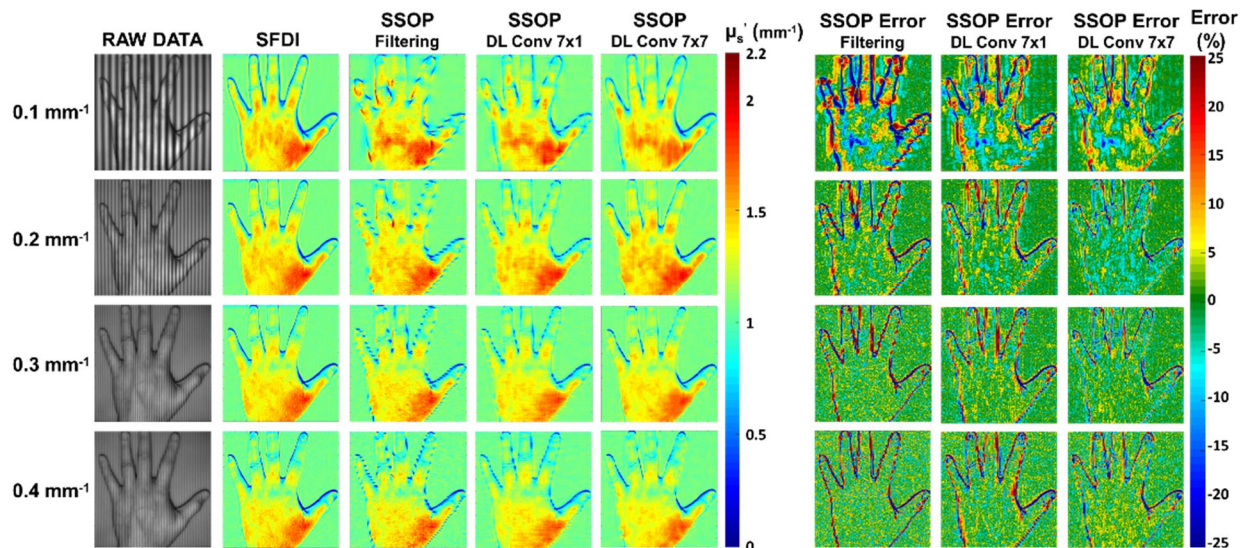 RAW DATA
SFDI
SSOP
Filtering
SSOP
DL Conv 7x1
SSOP
DL Conv 7x7
μs' (mm⁻¹)
SSOP Error
Filtering
SSOP Error
DL Conv 7x1
SSOP Error
DL Conv 7x7
Error
(%)
0.1 mm⁻¹
0.2 mm⁻¹
0.3 mm⁻¹
0.4 mm⁻¹
2.2
2
1.5
1
0.5
0
25
20
15
10
5
0
-5
-10
-15
-20
-25